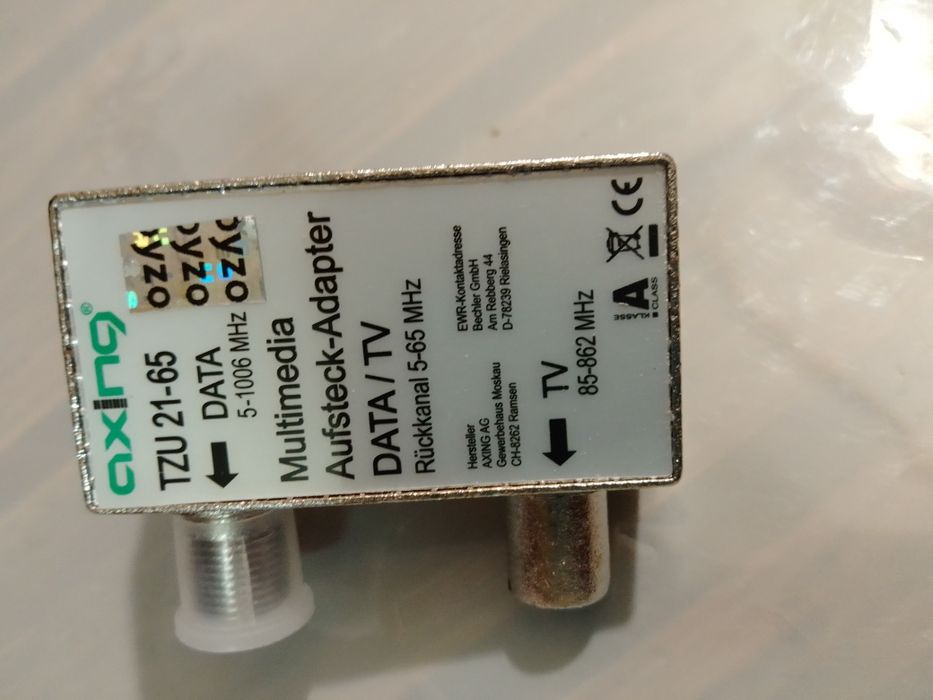 axing®
TZU 21-65
DATA
5-1006 MHz
Multimedia
Aufsteck-Adapter
DATA / TV
Rückkanal 5-65 MHz
Hersteller
AXING AG
Gewerbehaus Moskau
CH-8262 Ramsen
EWR-Kontaktadresse
Bechler GmbH
Am Rebberg 44
D-78239 Rielasingen
TV
85-862 MHz
KLASSE
A
CLASS
CE